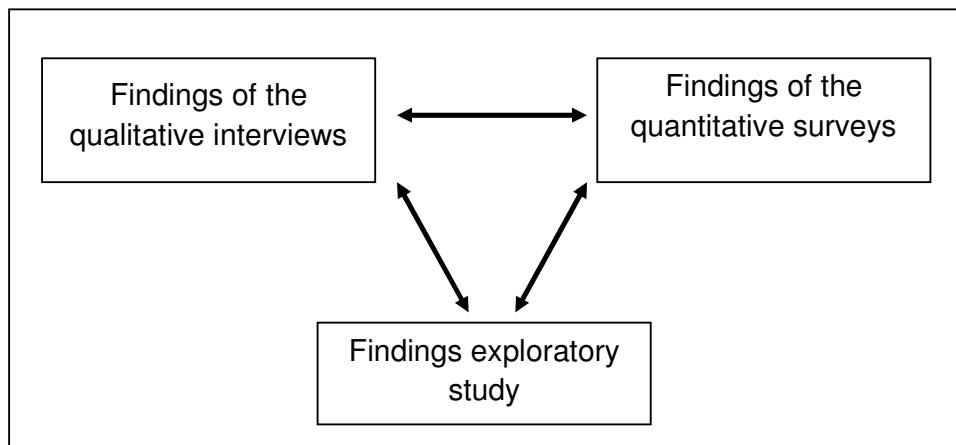 Findings of the
qualitative interviews
Findings of the
quantitative surveys
Findings exploratory
study